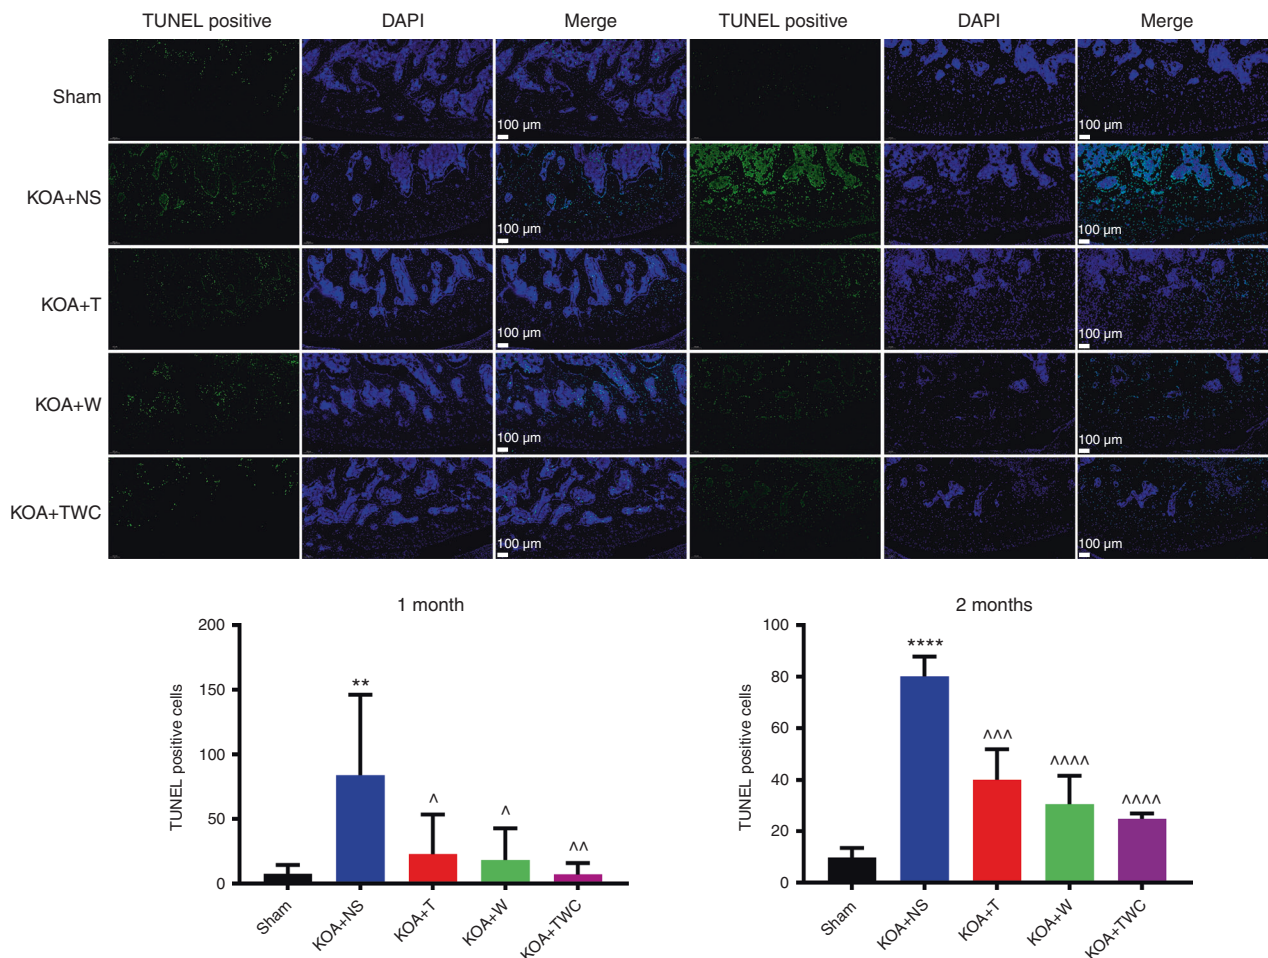 TUNEL positive DAPI Merge TUNEL positive DAPI Merge
Sham
100 µm 100 µm
KOA+NS
100 µm 100 µm
KOA+T
100 µm 100 µm
KOA+W
100 µm 100 µm
KOA+TWC
100 µm 100 µm
1 month
TUNEL positive cells
200
150
100
50
0
**
^
^
^^
Sham KOA+NS KOA+T KOA+W KOA+TWC
2 months
TUNEL positive cells
100
80
60
40
20
0
****
^^^
^^^^
^^^^
Sham KOA+NS KOA+T KOA+W KOA+TWC